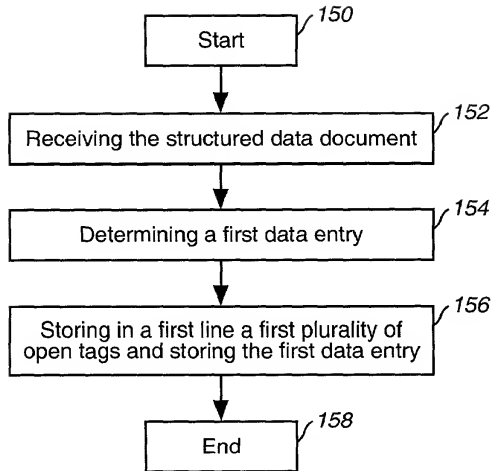 150
Start
152
Receiving the structured data document
154
Determining a first data entry
156
Storing in a first line a first plurality of
open tags and storing the first data entry
158
End